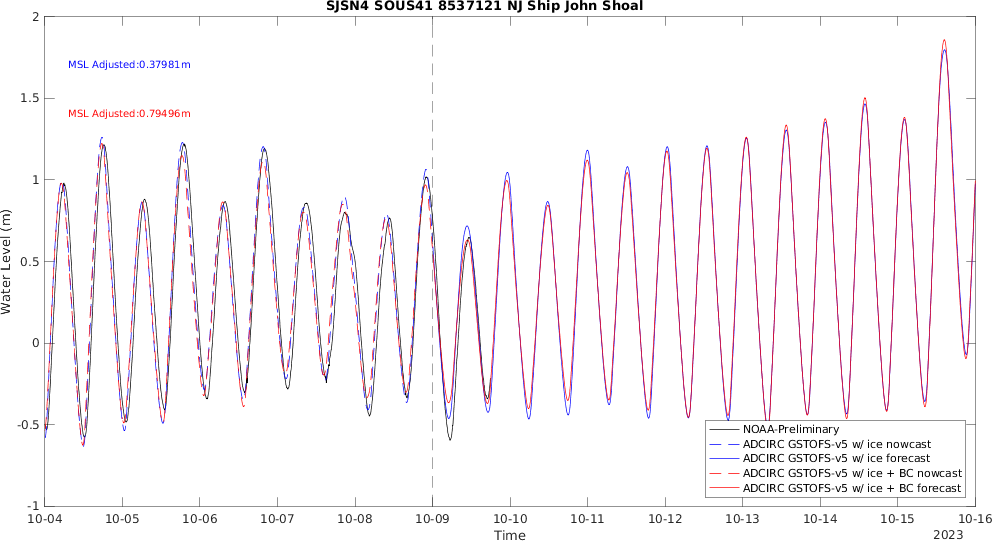 SJSN4 SOUS41 8537121 NJ Ship John Shoal
MSL Adjusted:0.37981m
MSL Adjusted:0.79496m
Water Level (m)
2
1.5
1
0.5
0
-0.5
-1
10-04 10-05 10-06 10-07 10-08 10-09 10-10 10-11 10-12 10-13 10-14 10-15 10-16
Time
2023
NOAA-Preliminary
ADCIRC GSTOFS-v5 w/ ice nowcast
ADCIRC GSTOFS-v5 w/ ice forecast
ADCIRC GSTOFS-v5 w/ ice + BC nowcast
ADCIRC GSTOFS-v5 w/ ice + BC forecast